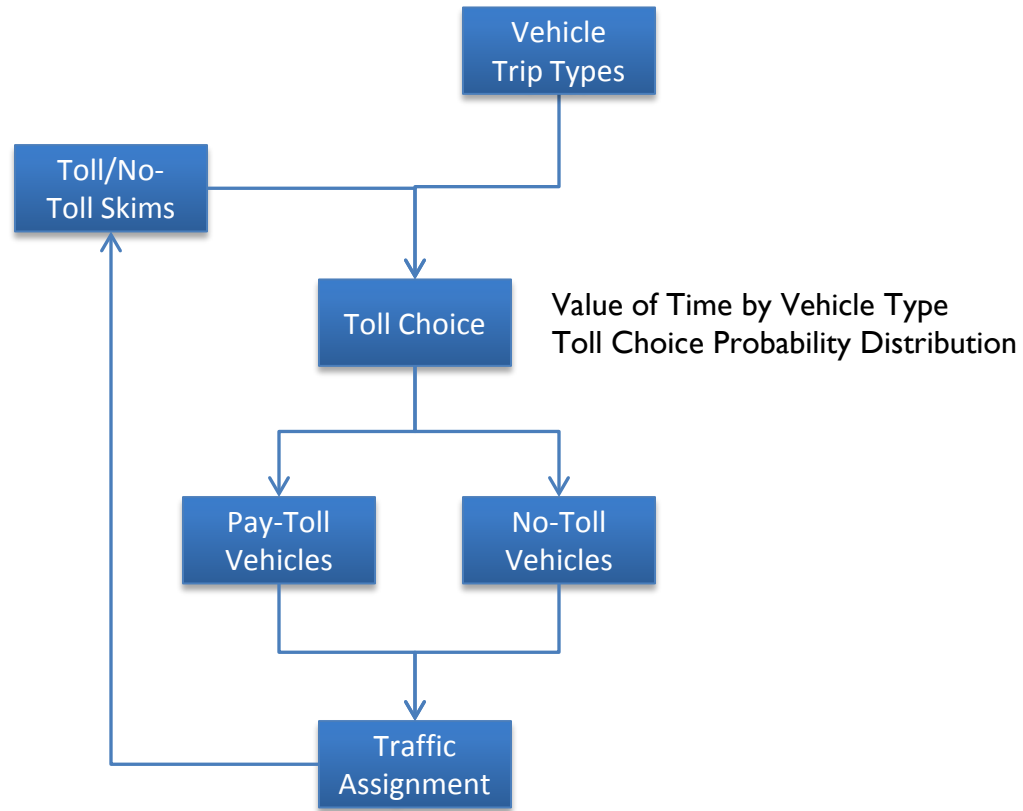 Vehicle
Trip Types
Toll/No-
Toll Skims
Toll Choice
Value of Time by Vehicle Type
Toll Choice Probability Distribution
Pay-Toll
Vehicles
No-Toll
Vehicles
Traffic
Assignment